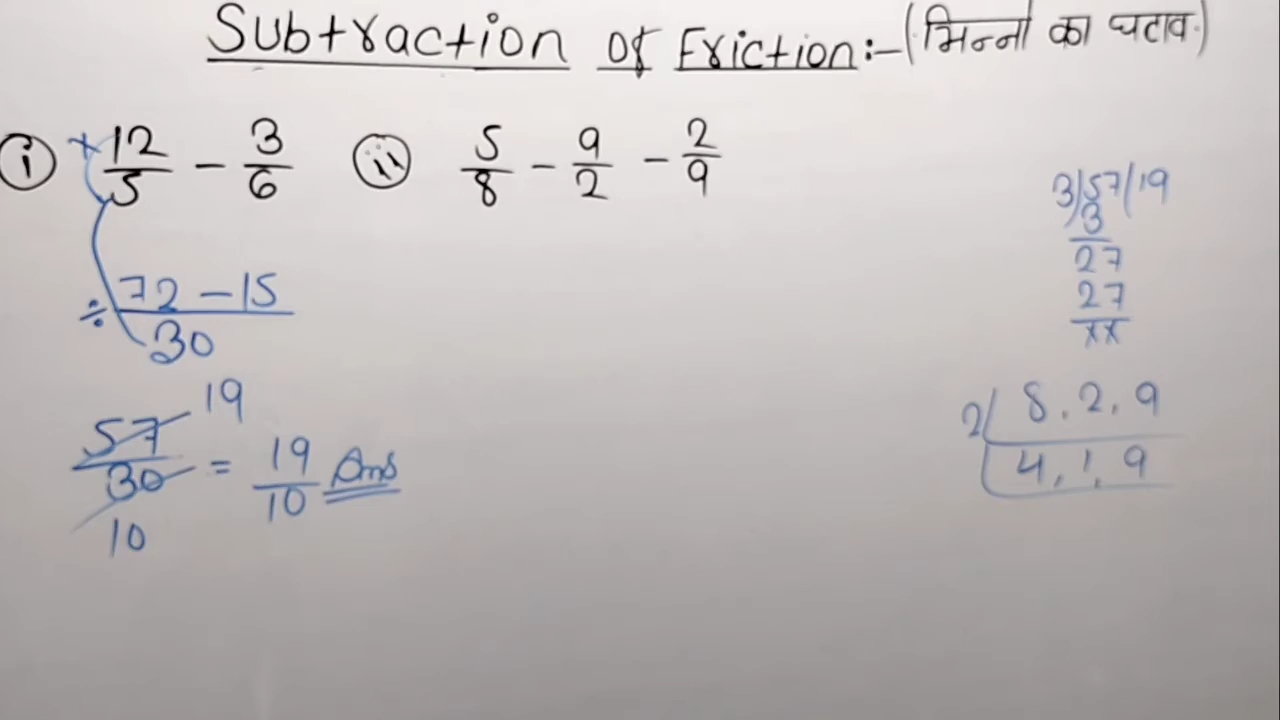 Subtraction Of Friction:-(भिन्नों का घटाव)
i × 12/5 - 3/6 ii 5/8 - 9/2 - 2/9
÷ 72 - 15 / 30
57/30 19 10 = 19/10 Ans
3/57/19
3
27
27
××
2/ 8, 2, 9
4, 1, 9